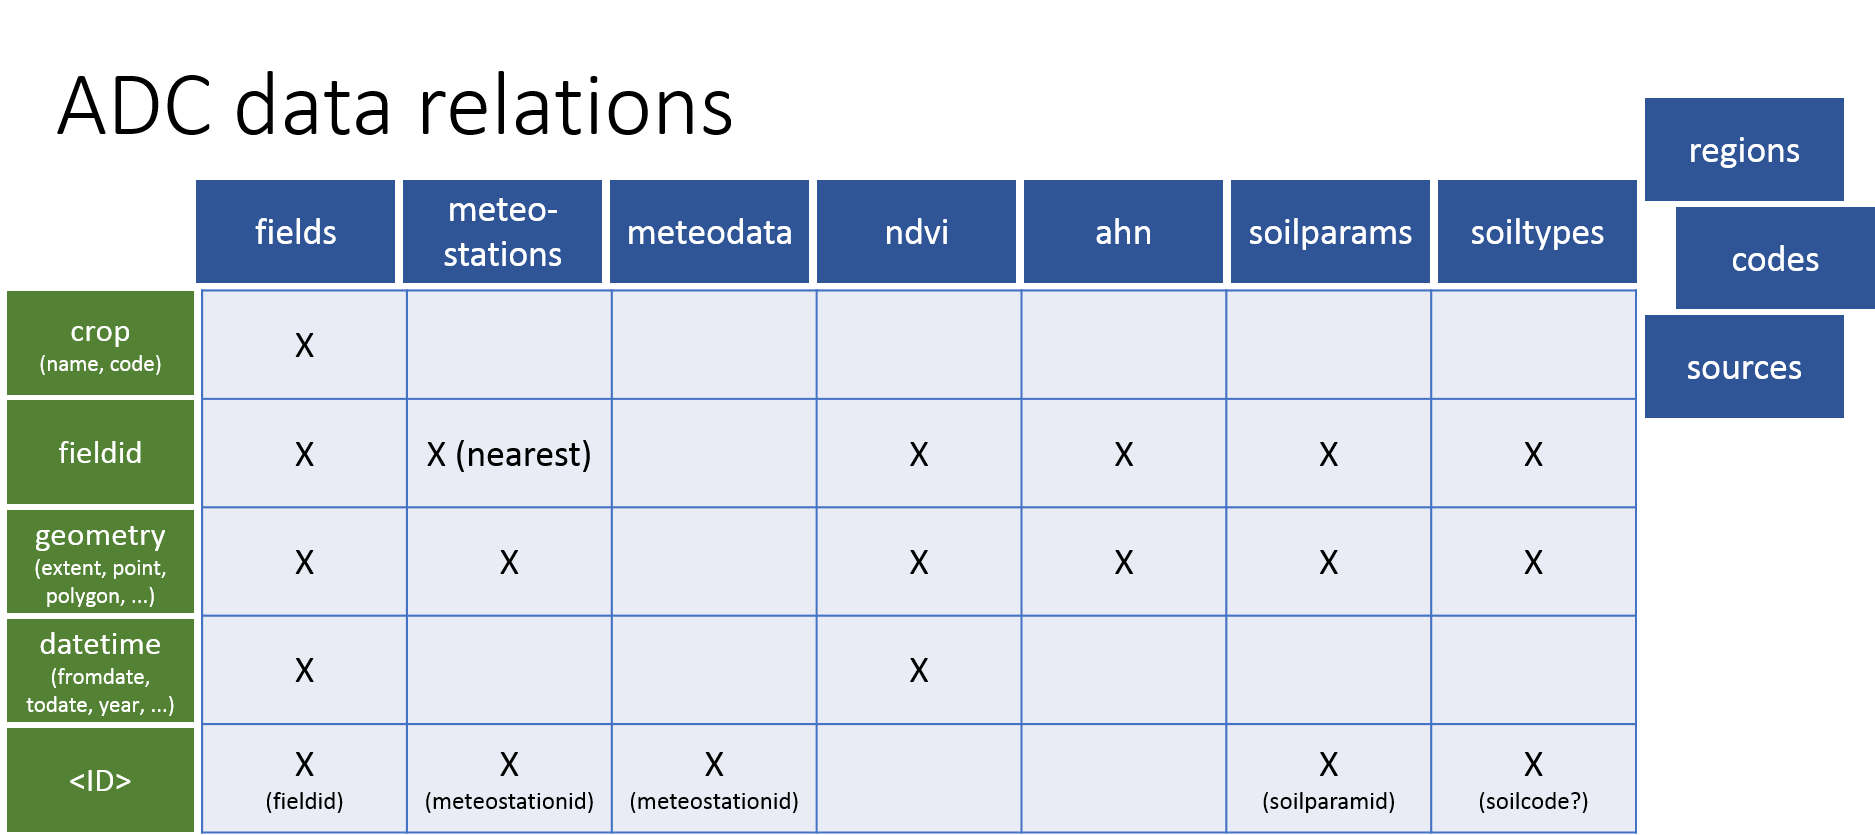 ADC data relations
regions
codes
sources
fields
meteo-
stations
meteodata
ndvi
ahn
soilparams
soiltypes
crop
(name, code)
X
fieldid
X
X (nearest)
X
X
X
X
geometry
(extent, point,
polygon, ...)
X
X
X
X
X
X
datetime
(fromdate,
todate, year, ...)
X
X
<ID>
X
(fieldid)
X
(meteostationid)
X
(meteostationid)
X
(soilparamid)
X
(soilcode?)